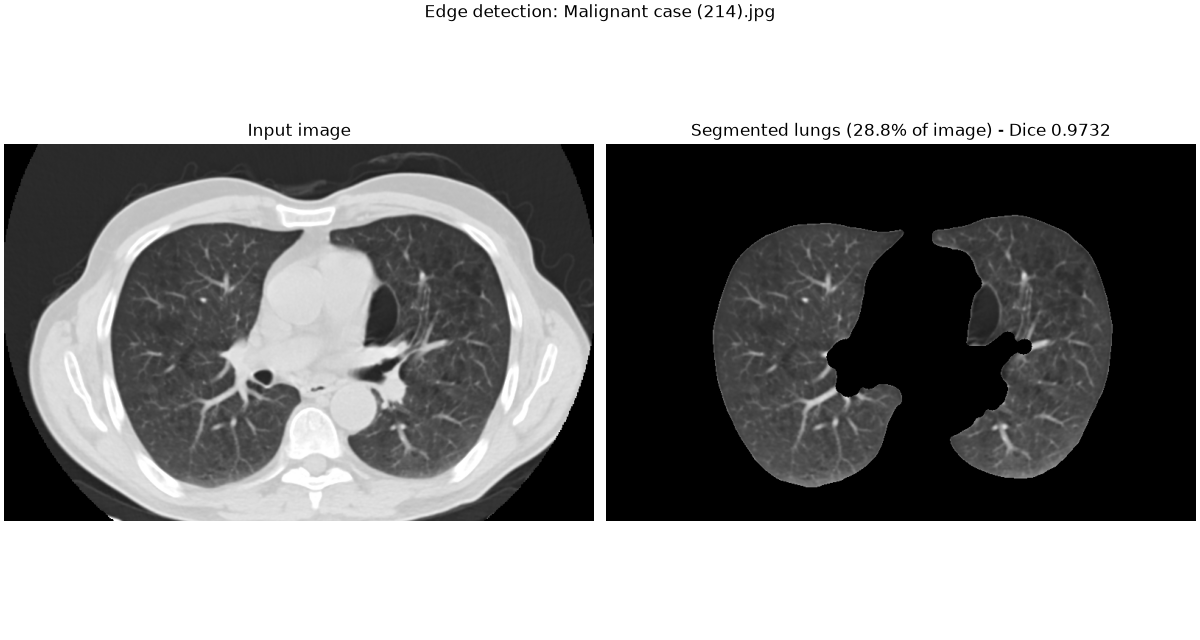 Edge detection: Malignant case (214).jpg
Input image
Segmented lungs (28.8% of image) - Dice 0.9732